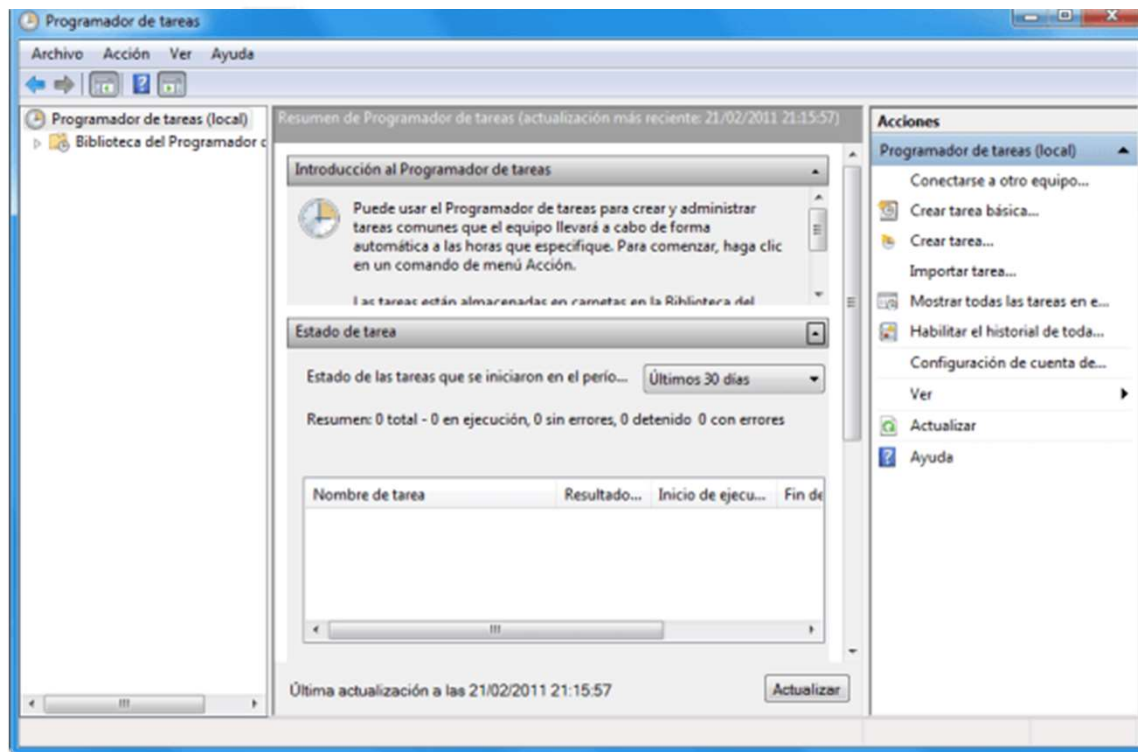 Programador de tareas
Archivo Acción Ver Ayuda
Programador de tareas (local)
Biblioteca del Programador
Resumen de Programador de tareas (actualización más reciente: 21/02/2011 21:15:57)
Introducción al Programador de tareas
Puede usar el Programador de tareas para crear y administrar
tareas comunes que el equipo llevará a cabo de forma
automática a las horas que especifique. Para comenzar, haga clic
en un comando de menú Acción.
Las tareas están almacenadas en carpetas en la Biblioteca del
Estado de tarea
Estado de las tareas que se iniciaron en el perío... Últimos 30 días
Resumen: 0 total - 0 en ejecución, 0 sin errores, 0 detenido 0 con errores
Nombre de tarea Resultado... Inicio de ejecu... Fin de
Última actualización a las 21/02/2011 21:15:57 Actualizar
Acciones
Programador de tareas (local)
Conectarse a otro equipo...
Crear tarea básica...
Crear tarea...
Importar tarea...
Mostrar todas las tareas en e...
Habilitar el historial de toda...
Configuración de cuenta de...
Ver
Actualizar
Ayuda